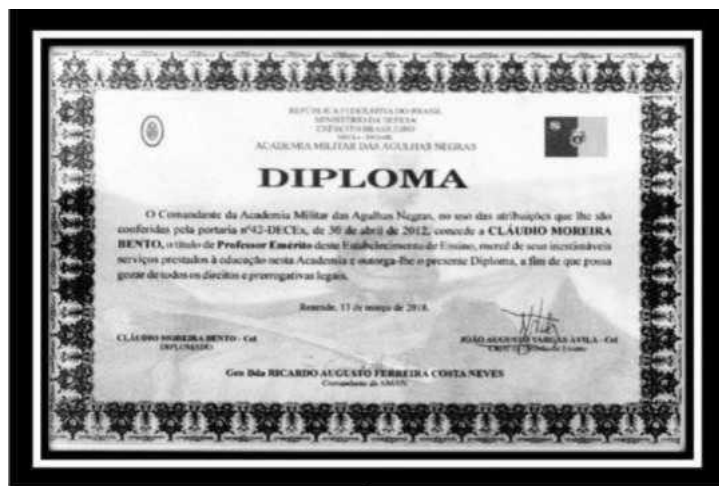 REPÚBLICA FEDERATIVA DO BRASIL
MINISTÉRIO DA DEFESA
EXÉRCITO BRASILEIRO
ACADEMIA MILITAR DAS AGULHAS NEGRAS
DIPLOMA
O Comandante da Academia Militar das Agulhas Negras, no uso das atribuições que lhe são
conferidas pela portaria nº42-DECEx, de 30 de abril de 2012, concede a CLÁUDIO MOREIRA
BENTO, o título de Professor Emérito deste Estabelecimento de Ensino, mercê de seus inestimáveis
serviços prestados à educação nesta Academia e outorga-lhe o presente Diploma, a fim de que possa
gozar de todos os direitos e prerrogativas legais.
Resende, 13 de março de 2018.
CLÁUDIO MOREIRA BENTO - Cel
DIPLOMADO
JOÃO AUGUSTO VARGAS ÁVILA - Cel
de Ensino
Gen Bda RICARDO AUGUSTO FERREIRA COSTA NEVES
Comandante da AMAN